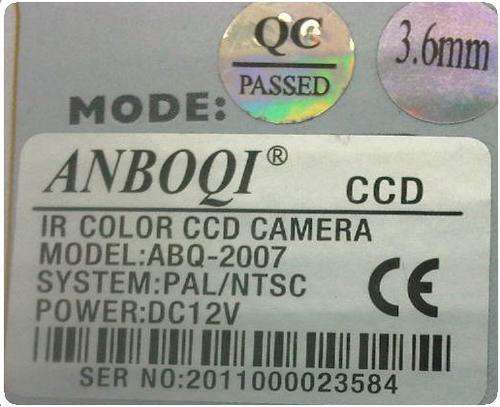 QC
PASSED
3.6mm
MODE:
ANBOQI® CCD
IR COLOR CCD CAMERA
MODEL:ABQ-2007
SYSTEM:PAL/NTSC
POWER:DC12V
CE
SER NO:2011000023584